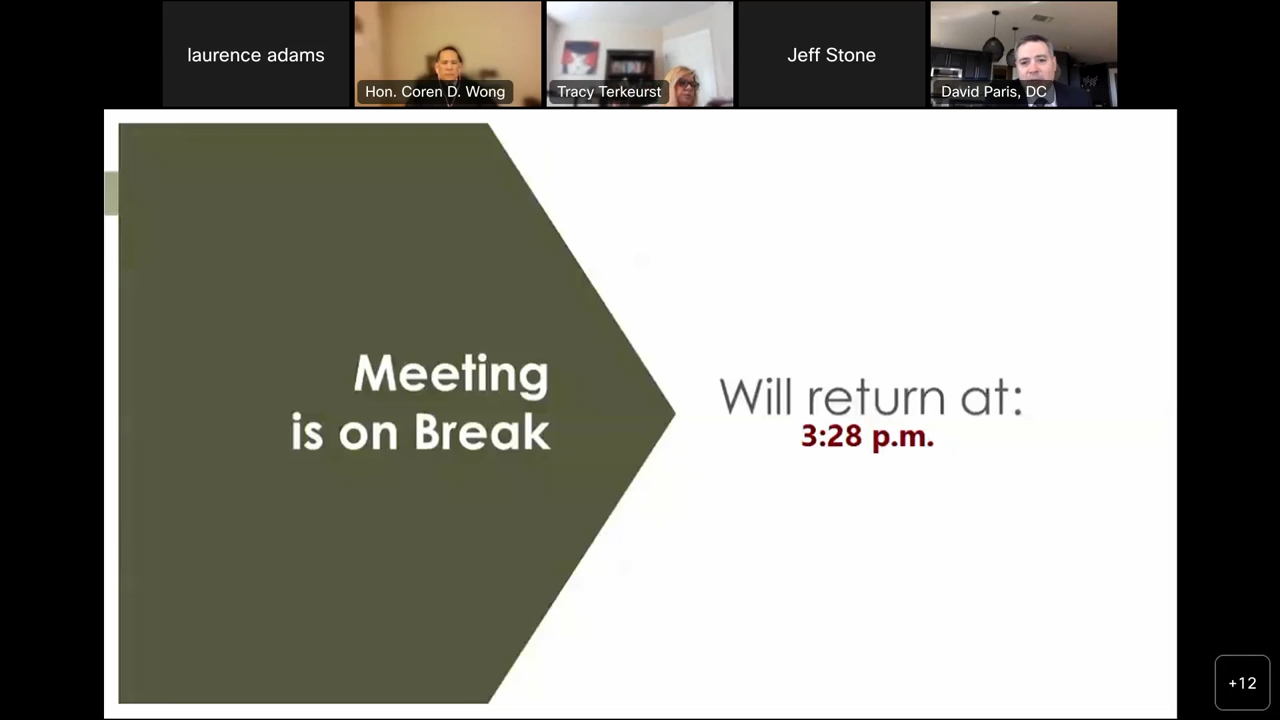 laurence adams
Hon. Coren D. Wong
Tracy Terkeurst
Jeff Stone
David Paris, DC
Meeting
is on Break
Will return at:
3:28 p.m.
+12